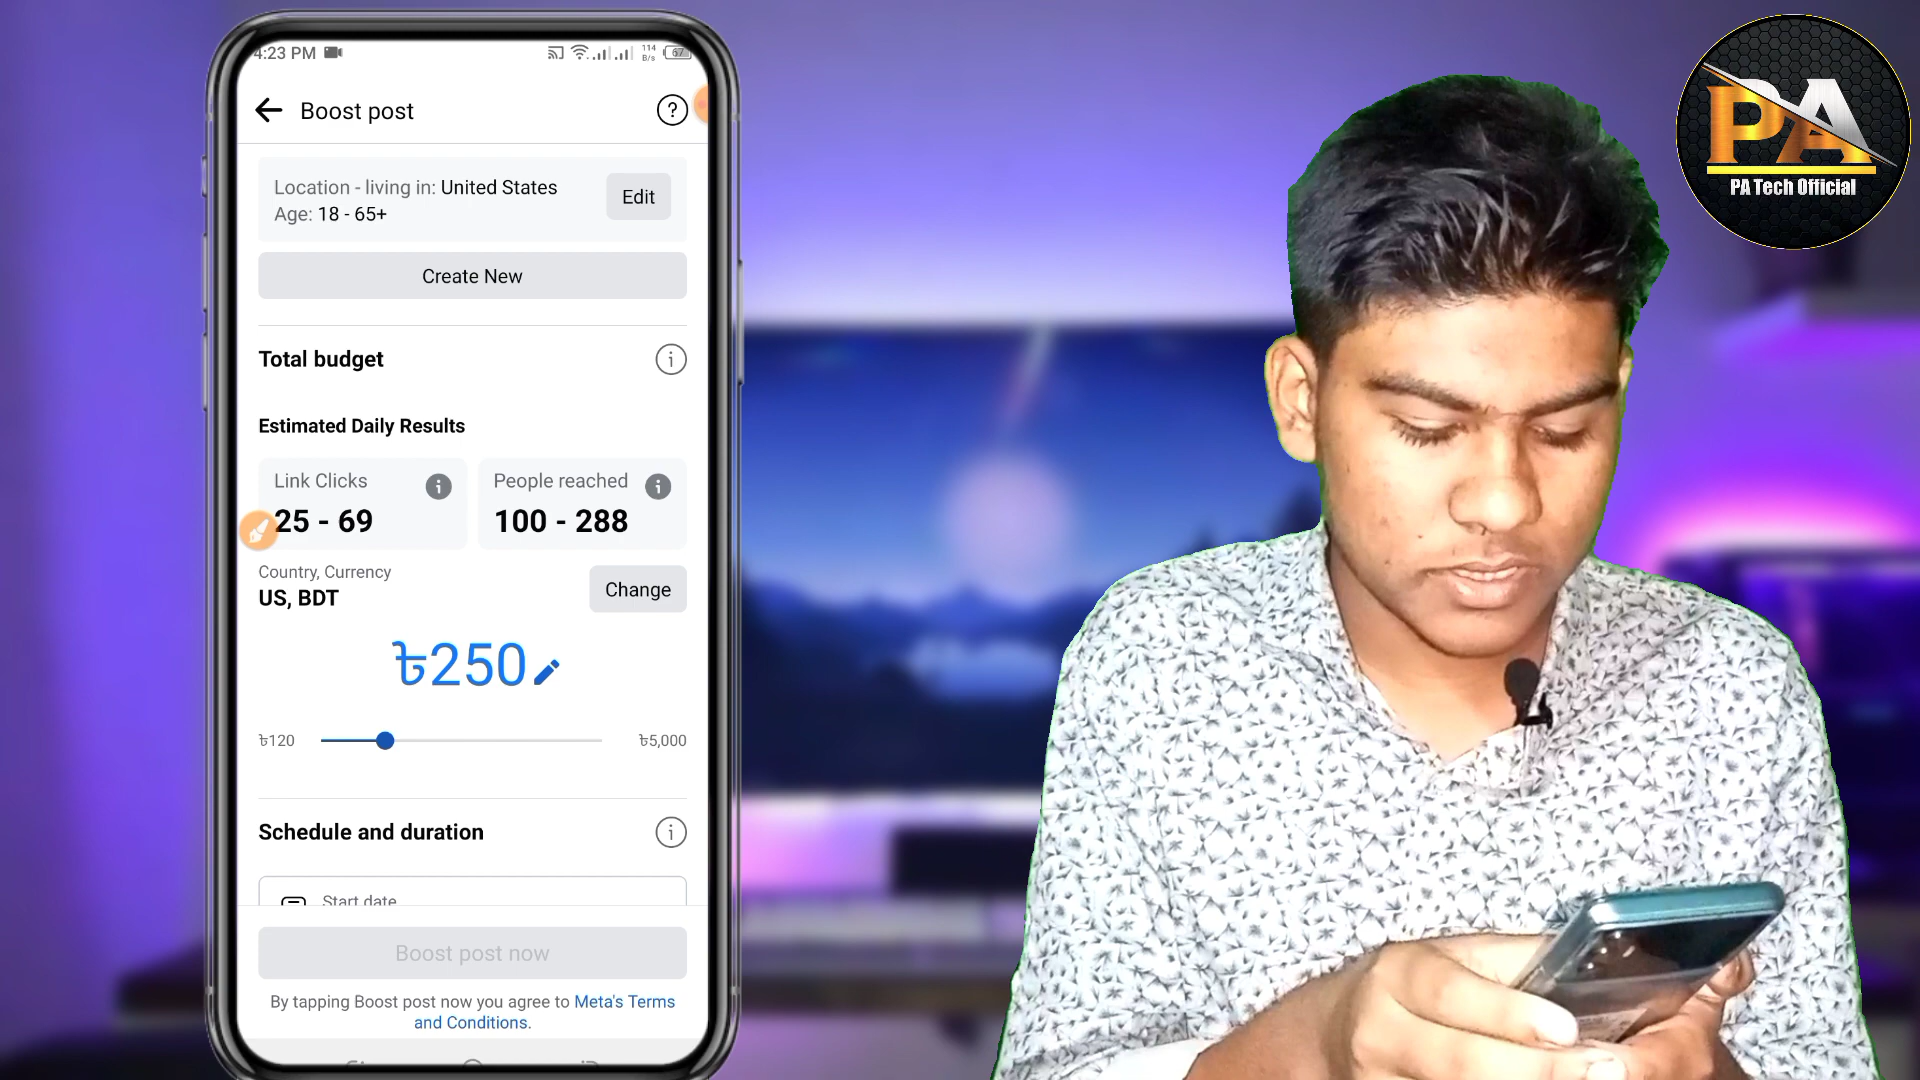 4:23 PM
114
B/s
67
Boost post
?
Location - living in: United States
Age: 18 - 65+
Edit
Create New
Total budget
Estimated Daily Results
Link Clicks
25 - 69
People reached
100 - 288
Country, Currency
US, BDT
Change
৳250
৳120
৳5,000
Schedule and duration
Start date
Boost post now
By tapping Boost post now you agree to Meta's Terms
and Conditions.
PA
PA Tech Official